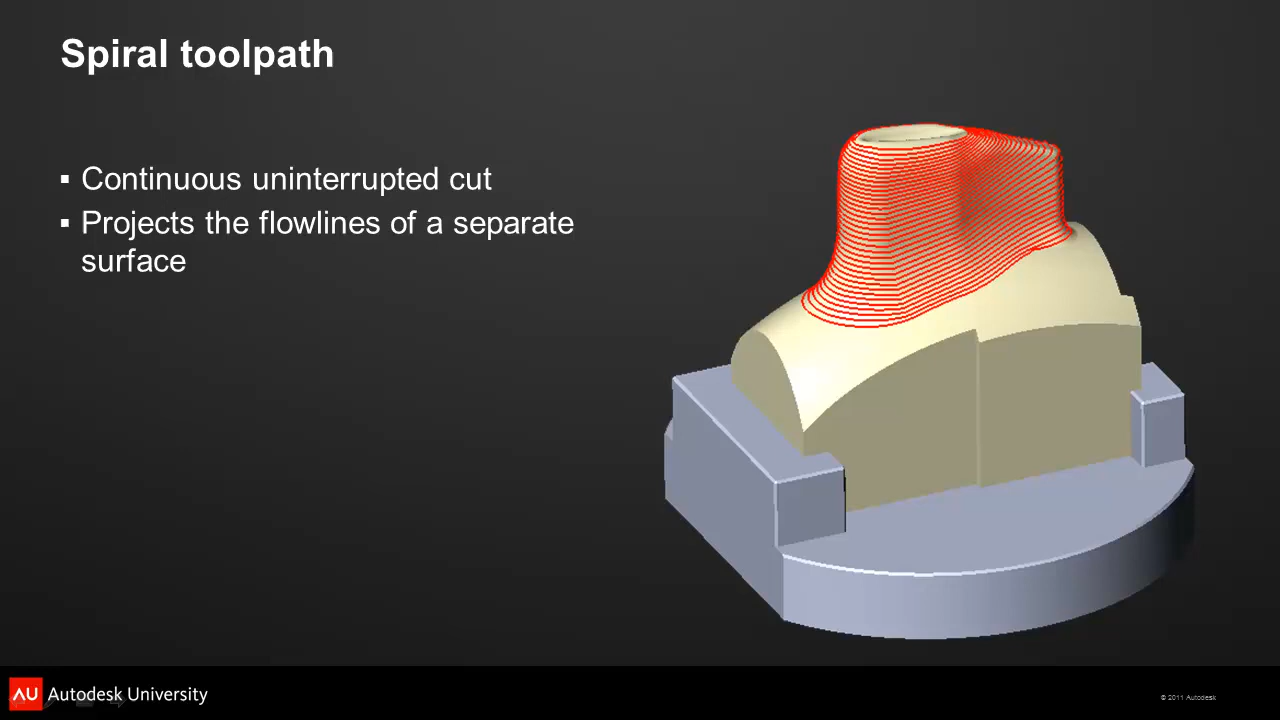 Spiral toolpath
▪ Continuous uninterrupted cut
▪ Projects the flowlines of a separate
surface
AU Autodesk University
© 2011 Autodesk